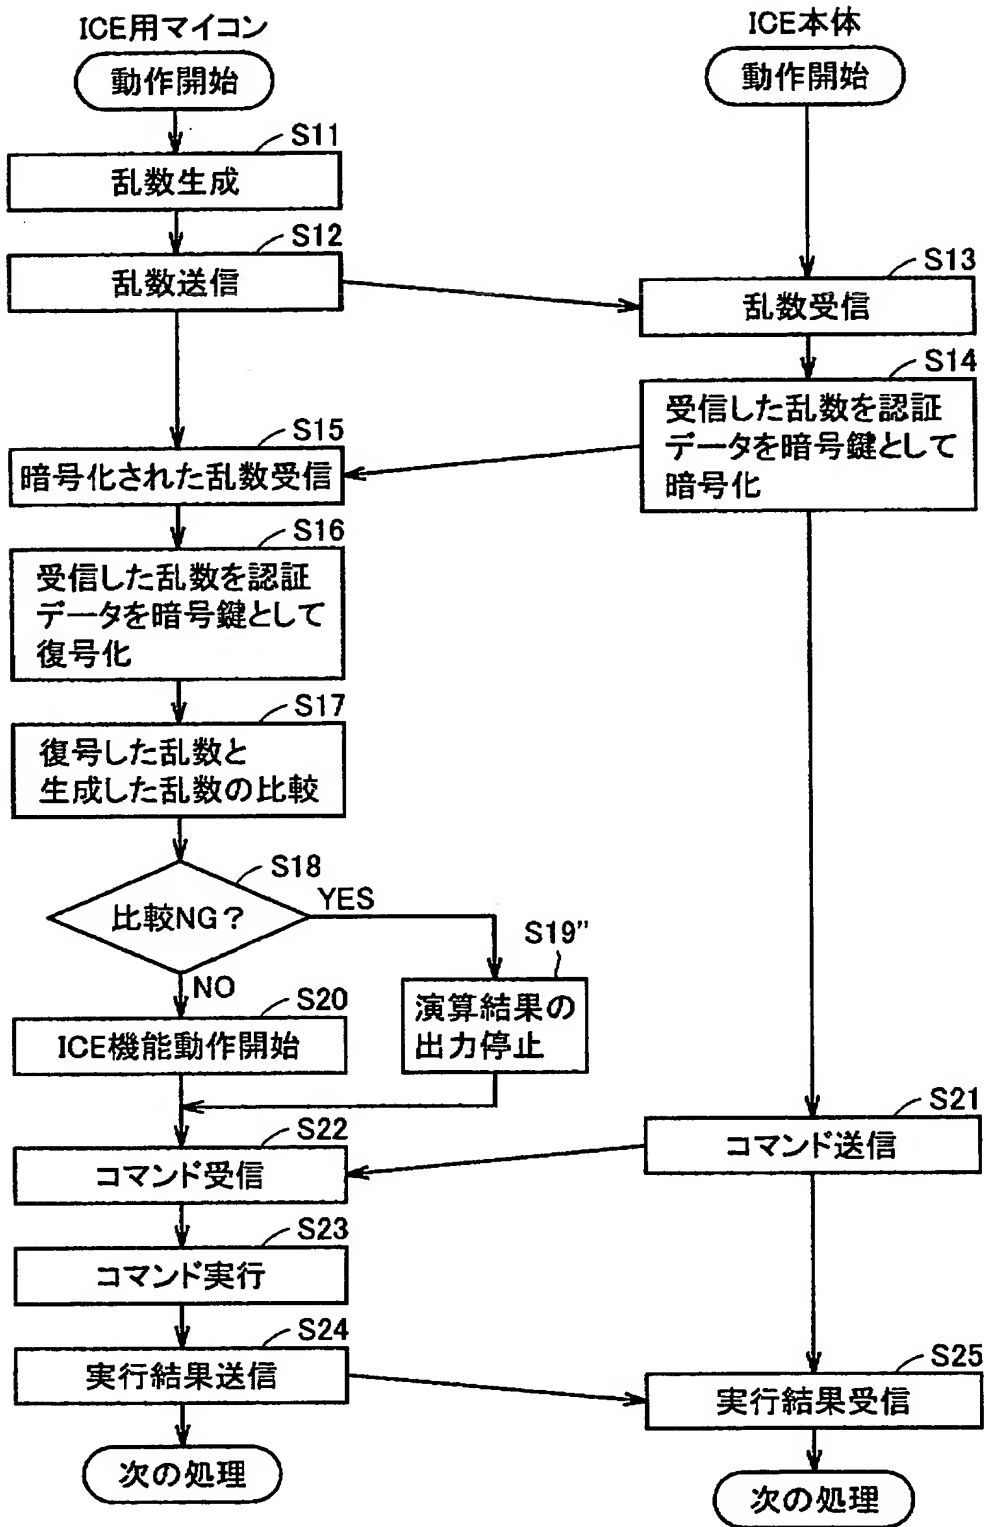 ICE用マイコン
動作開始
S11
乱数生成
S12
乱数送信
S15
暗号化された乱数受信
S16
受信した乱数を認証
データを暗号鍵として
復号化
S17
復号した乱数と
生成した乱数の比較
S18
比較NG？
YES
NO
S19"
演算結果の
出力停止
S20
ICE機能動作開始
S22
コマンド受信
S23
コマンド実行
S24
実行結果送信
次の処理
ICE本体
動作開始
S13
乱数受信
S14
受信した乱数を認証
データを暗号鍵として
暗号化
S21
コマンド送信
S25
実行結果受信
次の処理